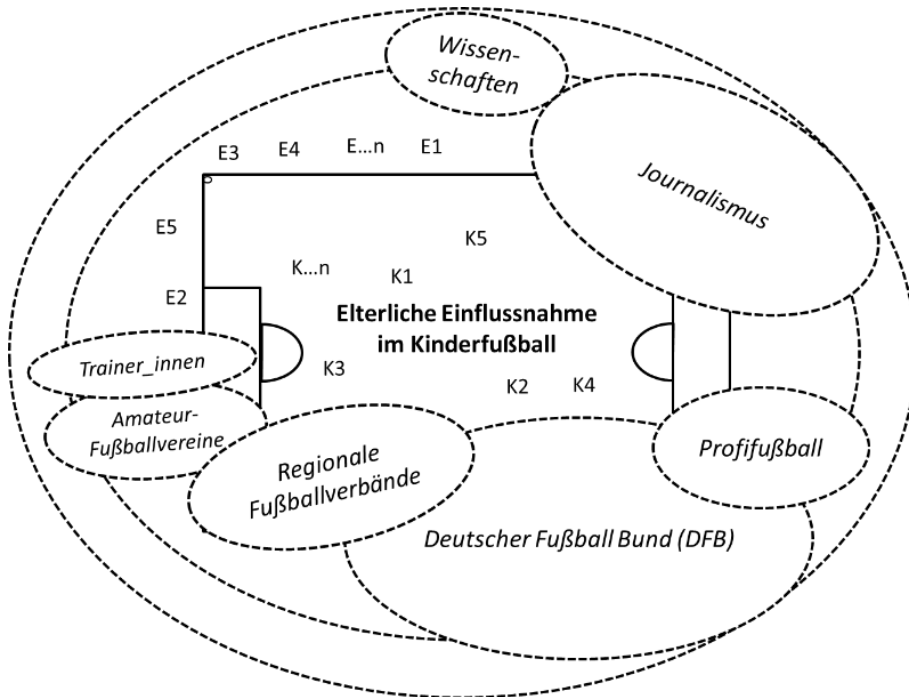 Wissen-
schaften
E3 E4 E...n E1
Journalismus
E5
K5
K...n K1
E2
Elterliche Einflussnahme
im Kinderfußball
Trainer_innen
K3
K2 K4
Amateur-
Fußballvereine
Regionale
Fußballverbände
Profifußball
Deutscher Fußball Bund (DFB)